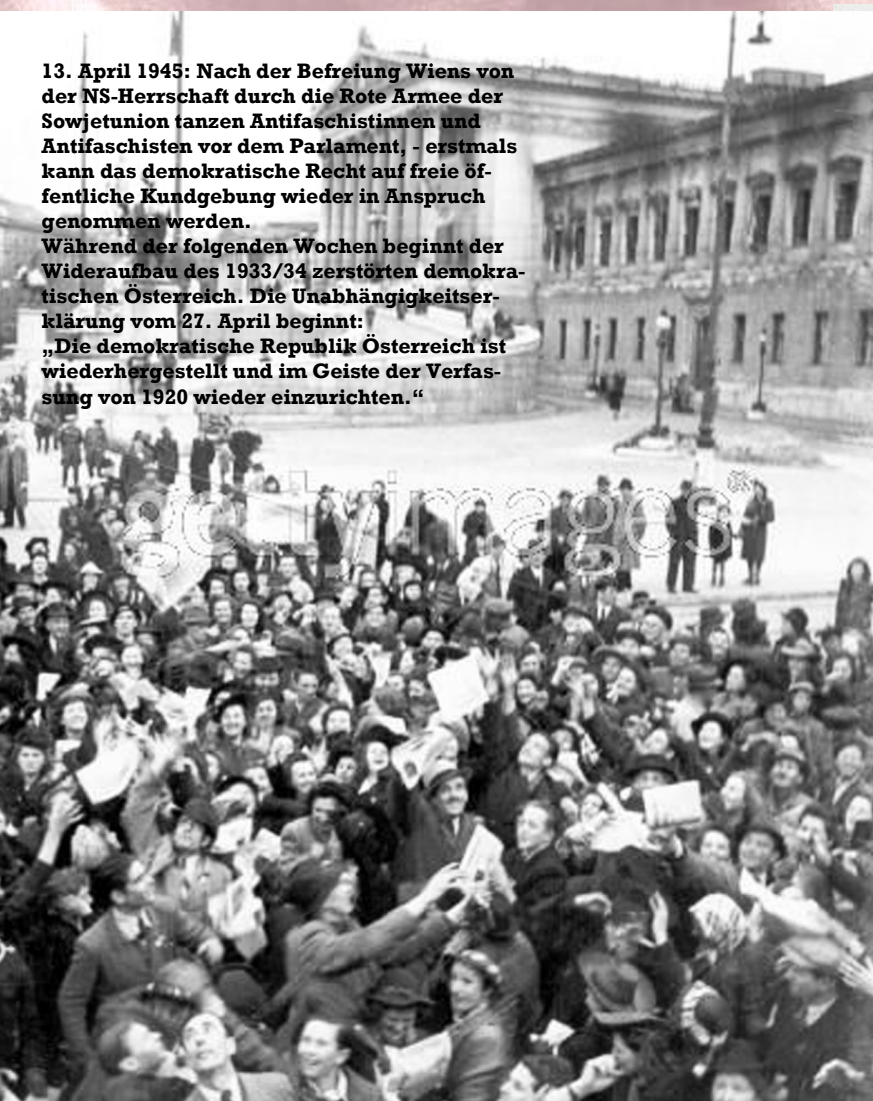 13. April 1945: Nach der Befreiung Wiens von
der NS-Herrschaft durch die Rote Armee der
Sowjetunion tanzen Antifaschistinnen und
Antifaschisten vor dem Parlament, - erstmals
kann das demokratische Recht auf freie öf-
fentliche Kundgebung wieder in Anspruch
genommen werden.
Während der folgenden Wochen beginnt der
Wideraufbau des 1933/34 zerstörten demokra-
tischen Österreich. Die Unabhängigkeitser-
klärung vom 27. April beginnt:
„Die demokratische Republik Österreich ist
wiederhergestellt und im Geiste der Verfas-
sung von 1920 wieder einzurichten.“
gettyimages®